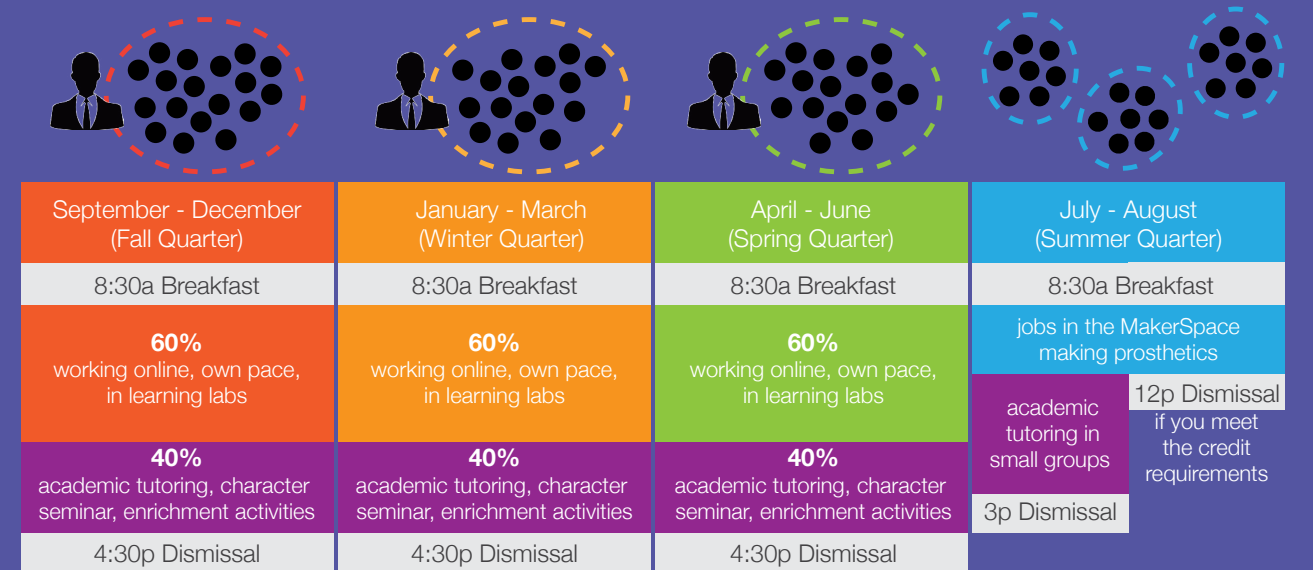 September - December
(Fall Quarter)
8:30a Breakfast
60%
working online, own pace,
in learning labs
40%
academic tutoring, character
seminar, enrichment activities
4:30p Dismissal
January - March
(Winter Quarter)
8:30a Breakfast
60%
working online, own pace,
in learning labs
40%
academic tutoring, character
seminar, enrichment activities
4:30p Dismissal
April - June
(Spring Quarter)
8:30a Breakfast
60%
working online, own pace,
in learning labs
40%
academic tutoring, character
seminar, enrichment activities
4:30p Dismissal
July - August
(Summer Quarter)
8:30a Breakfast
jobs in the MakerSpace
making prosthetics
academic
tutoring in
small groups
3p Dismissal
12p Dismissal
if you meet
the credit
requirements